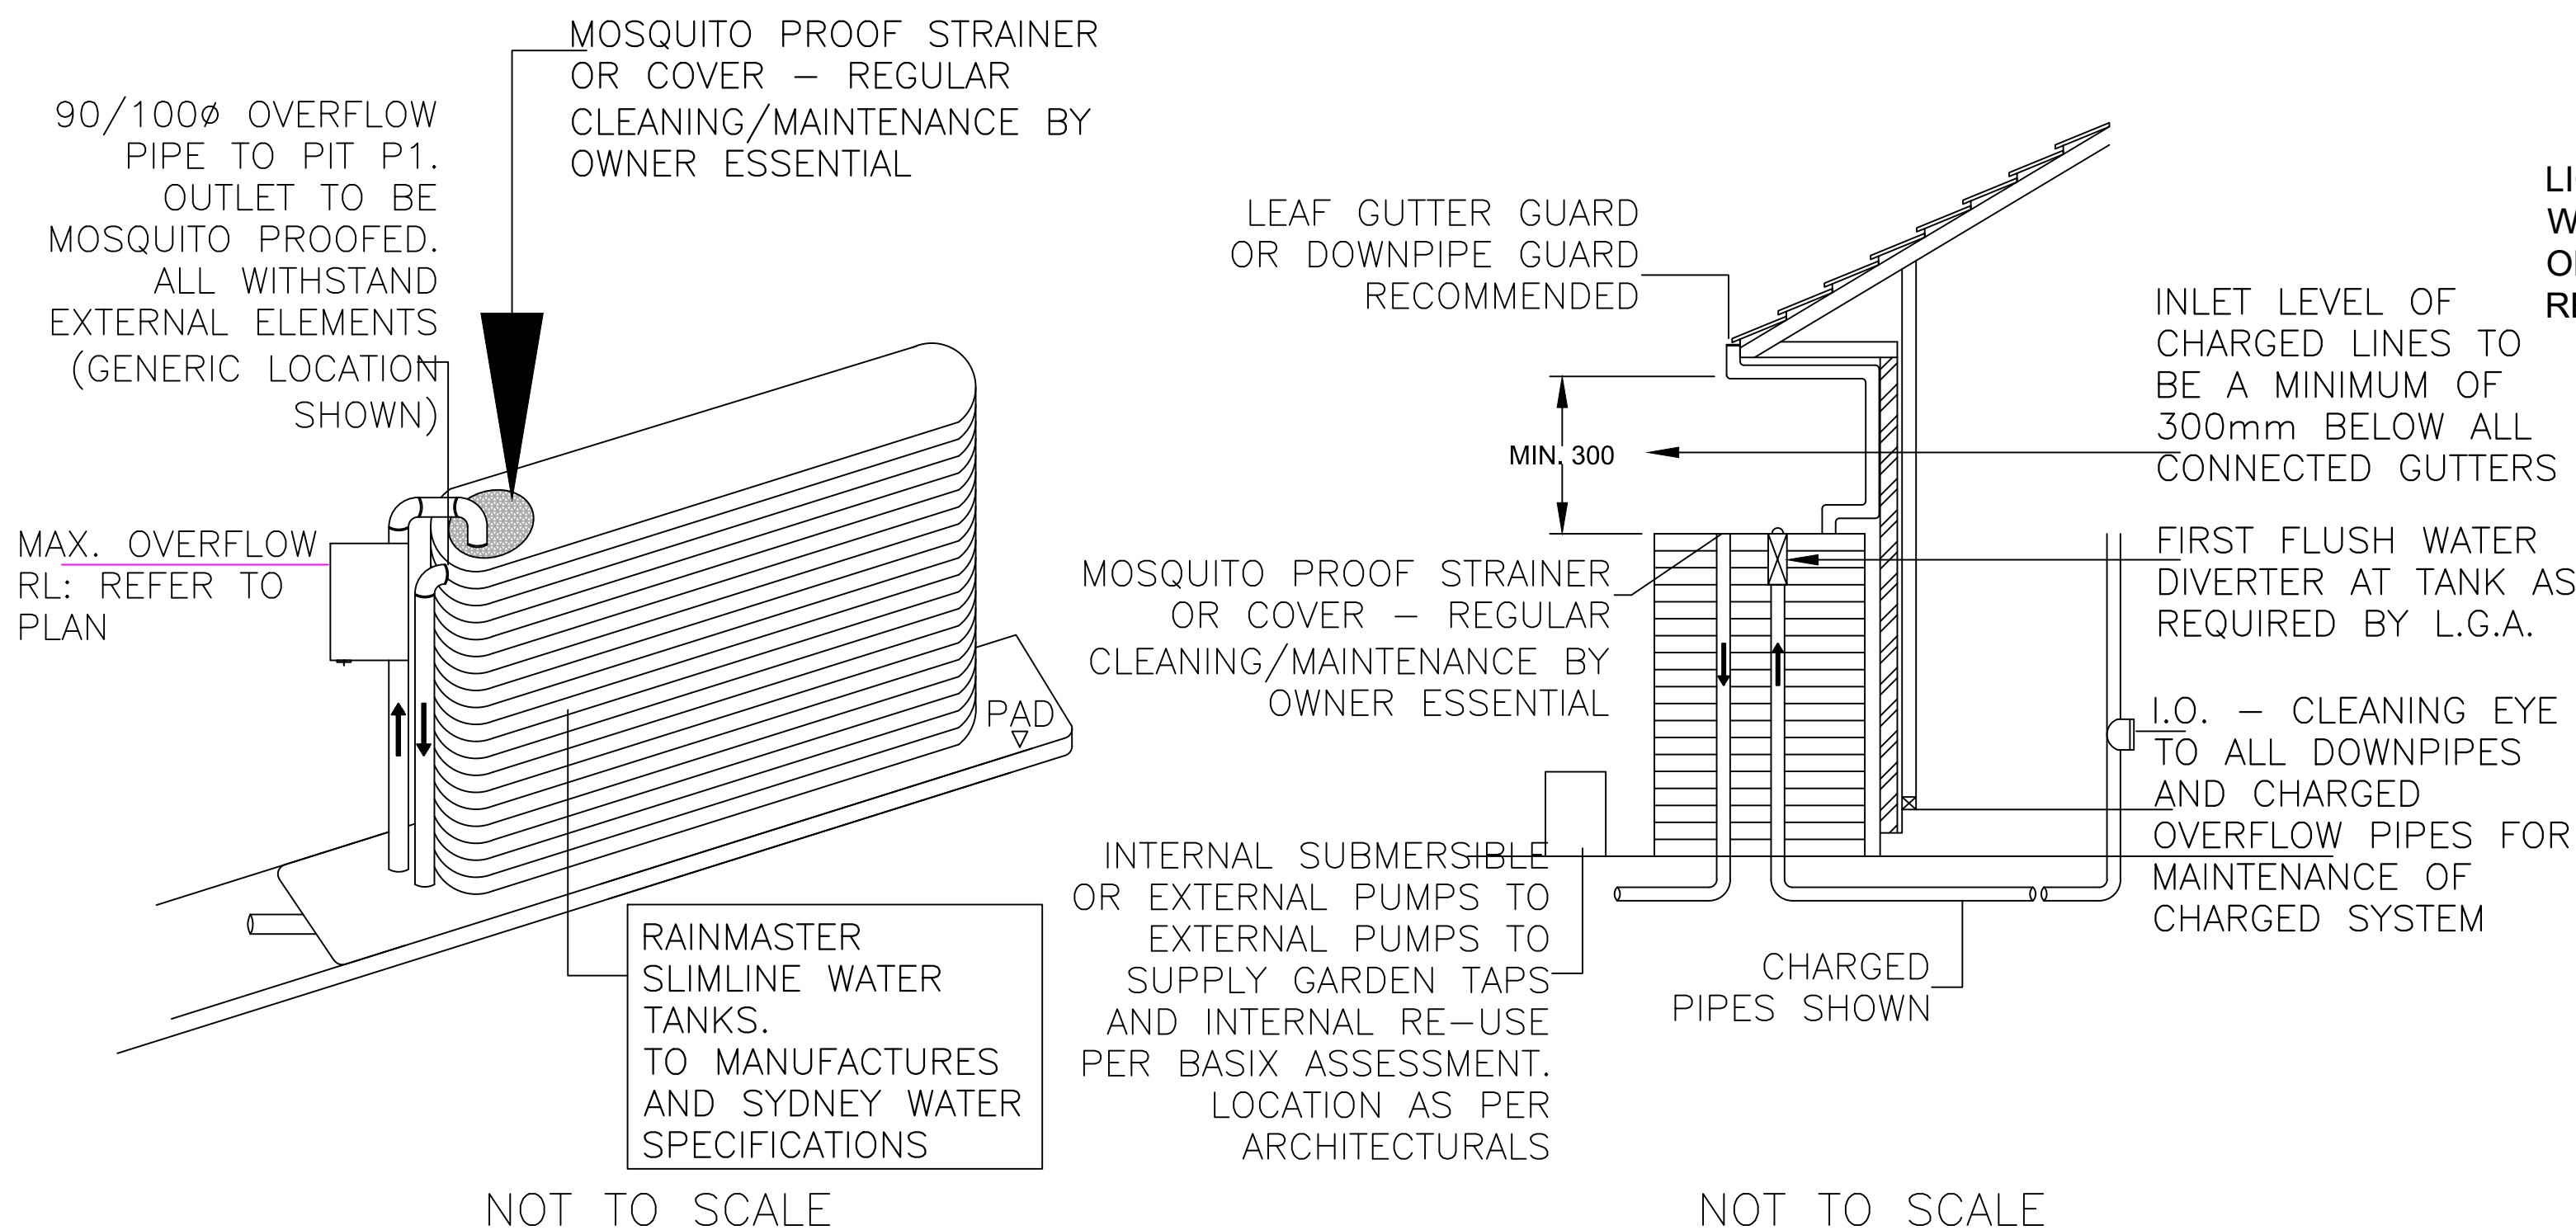 MOSQUITO PROOF STRAINER
OR COVER – REGULAR
CLEANING/MAINTENANCE BY
OWNER ESSENTIAL
90/100ø OVERFLOW
PIPE TO PIT P1.
OUTLET TO BE
MOSQUITO PROOFED.
ALL WITHSTAND
EXTERNAL ELEMENTS
(GENERIC LOCATION
SHOWN)
MAX. OVERFLOW
RL: REFER TO
PLAN
PAD
RAINMASTER
SLIMLINE WATER
TANKS.
TO MANUFACTURES
AND SYDNEY WATER
SPECIFICATIONS
NOT TO SCALE
LEAF GUTTER GUARD
OR DOWNPIPE GUARD
RECOMMENDED
MIN. 300
INLET LEVEL OF
CHARGED LINES TO
BE A MINIMUM OF
300mm BELOW ALL
CONNECTED GUTTERS
MOSQUITO PROOF STRAINER
OR COVER – REGULAR
CLEANING/MAINTENANCE BY
OWNER ESSENTIAL
FIRST FLUSH WATER
DIVERTER AT TANK AS
REQUIRED BY L.G.A.
I.O. – CLEANING EYE
TO ALL DOWNPIPES
AND CHARGED
OVERFLOW PIPES FOR
MAINTENANCE OF
CHARGED SYSTEM
INTERNAL SUBMERSIBLE
OR EXTERNAL PUMPS TO
EXTERNAL PUMPS TO
SUPPLY GARDEN TAPS
AND INTERNAL RE–USE
PER BASIX ASSESSMENT.
LOCATION AS PER
ARCHITECTURALS
CHARGED
PIPES SHOWN
NOT TO SCALE